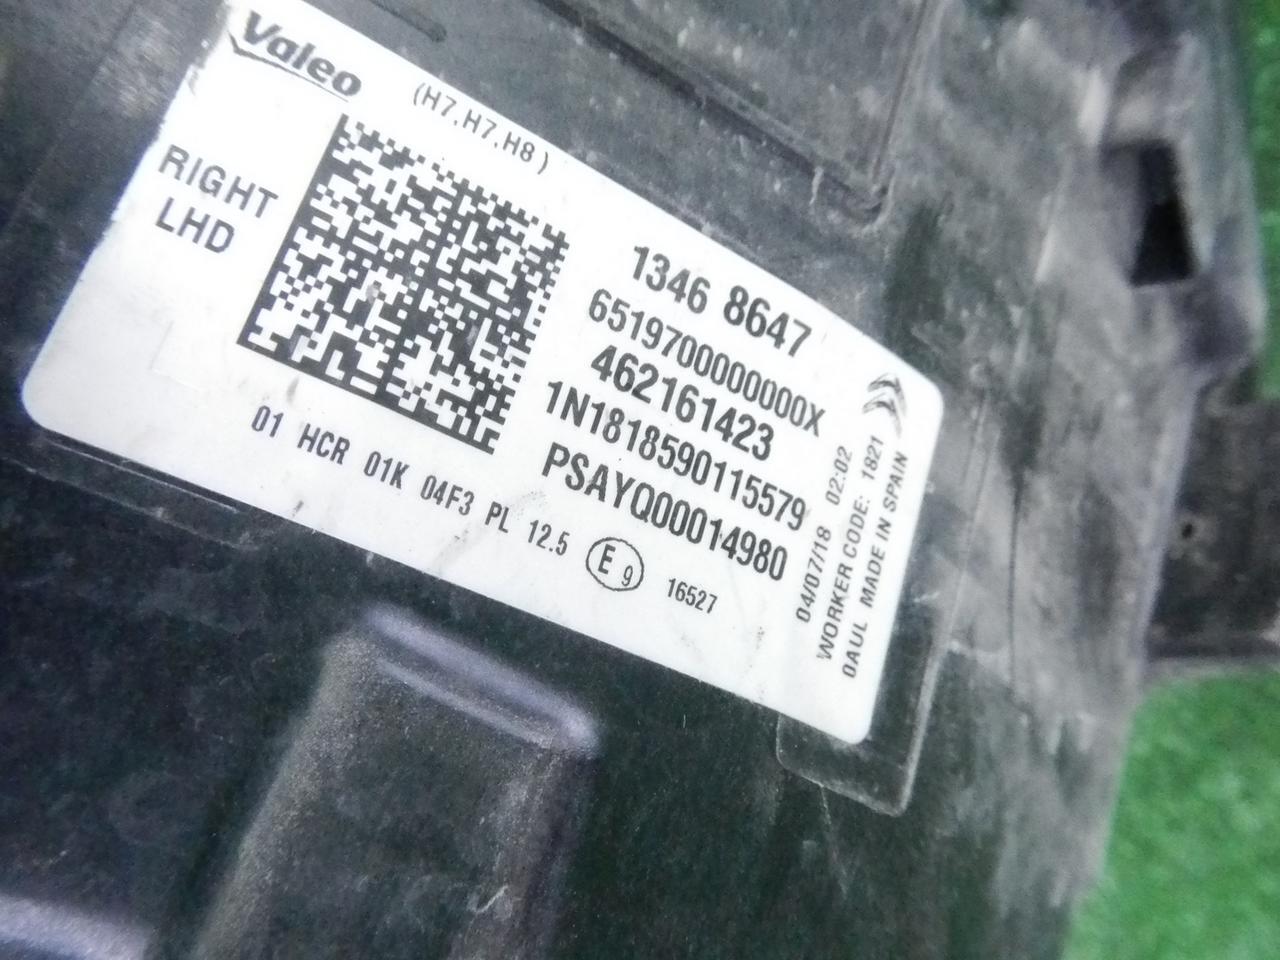 Valeo
(H7,H7,H8)
RIGHT
LHD
1346 8647
6519700000000X
462161423
1N1818590115579
PSAYQ00014980
01 HCR 01K 04F3 PL 12.5 E 9 16527
04/07/18 02:02
WORKER CODE: 1821
0AUL MADE IN SPAIN